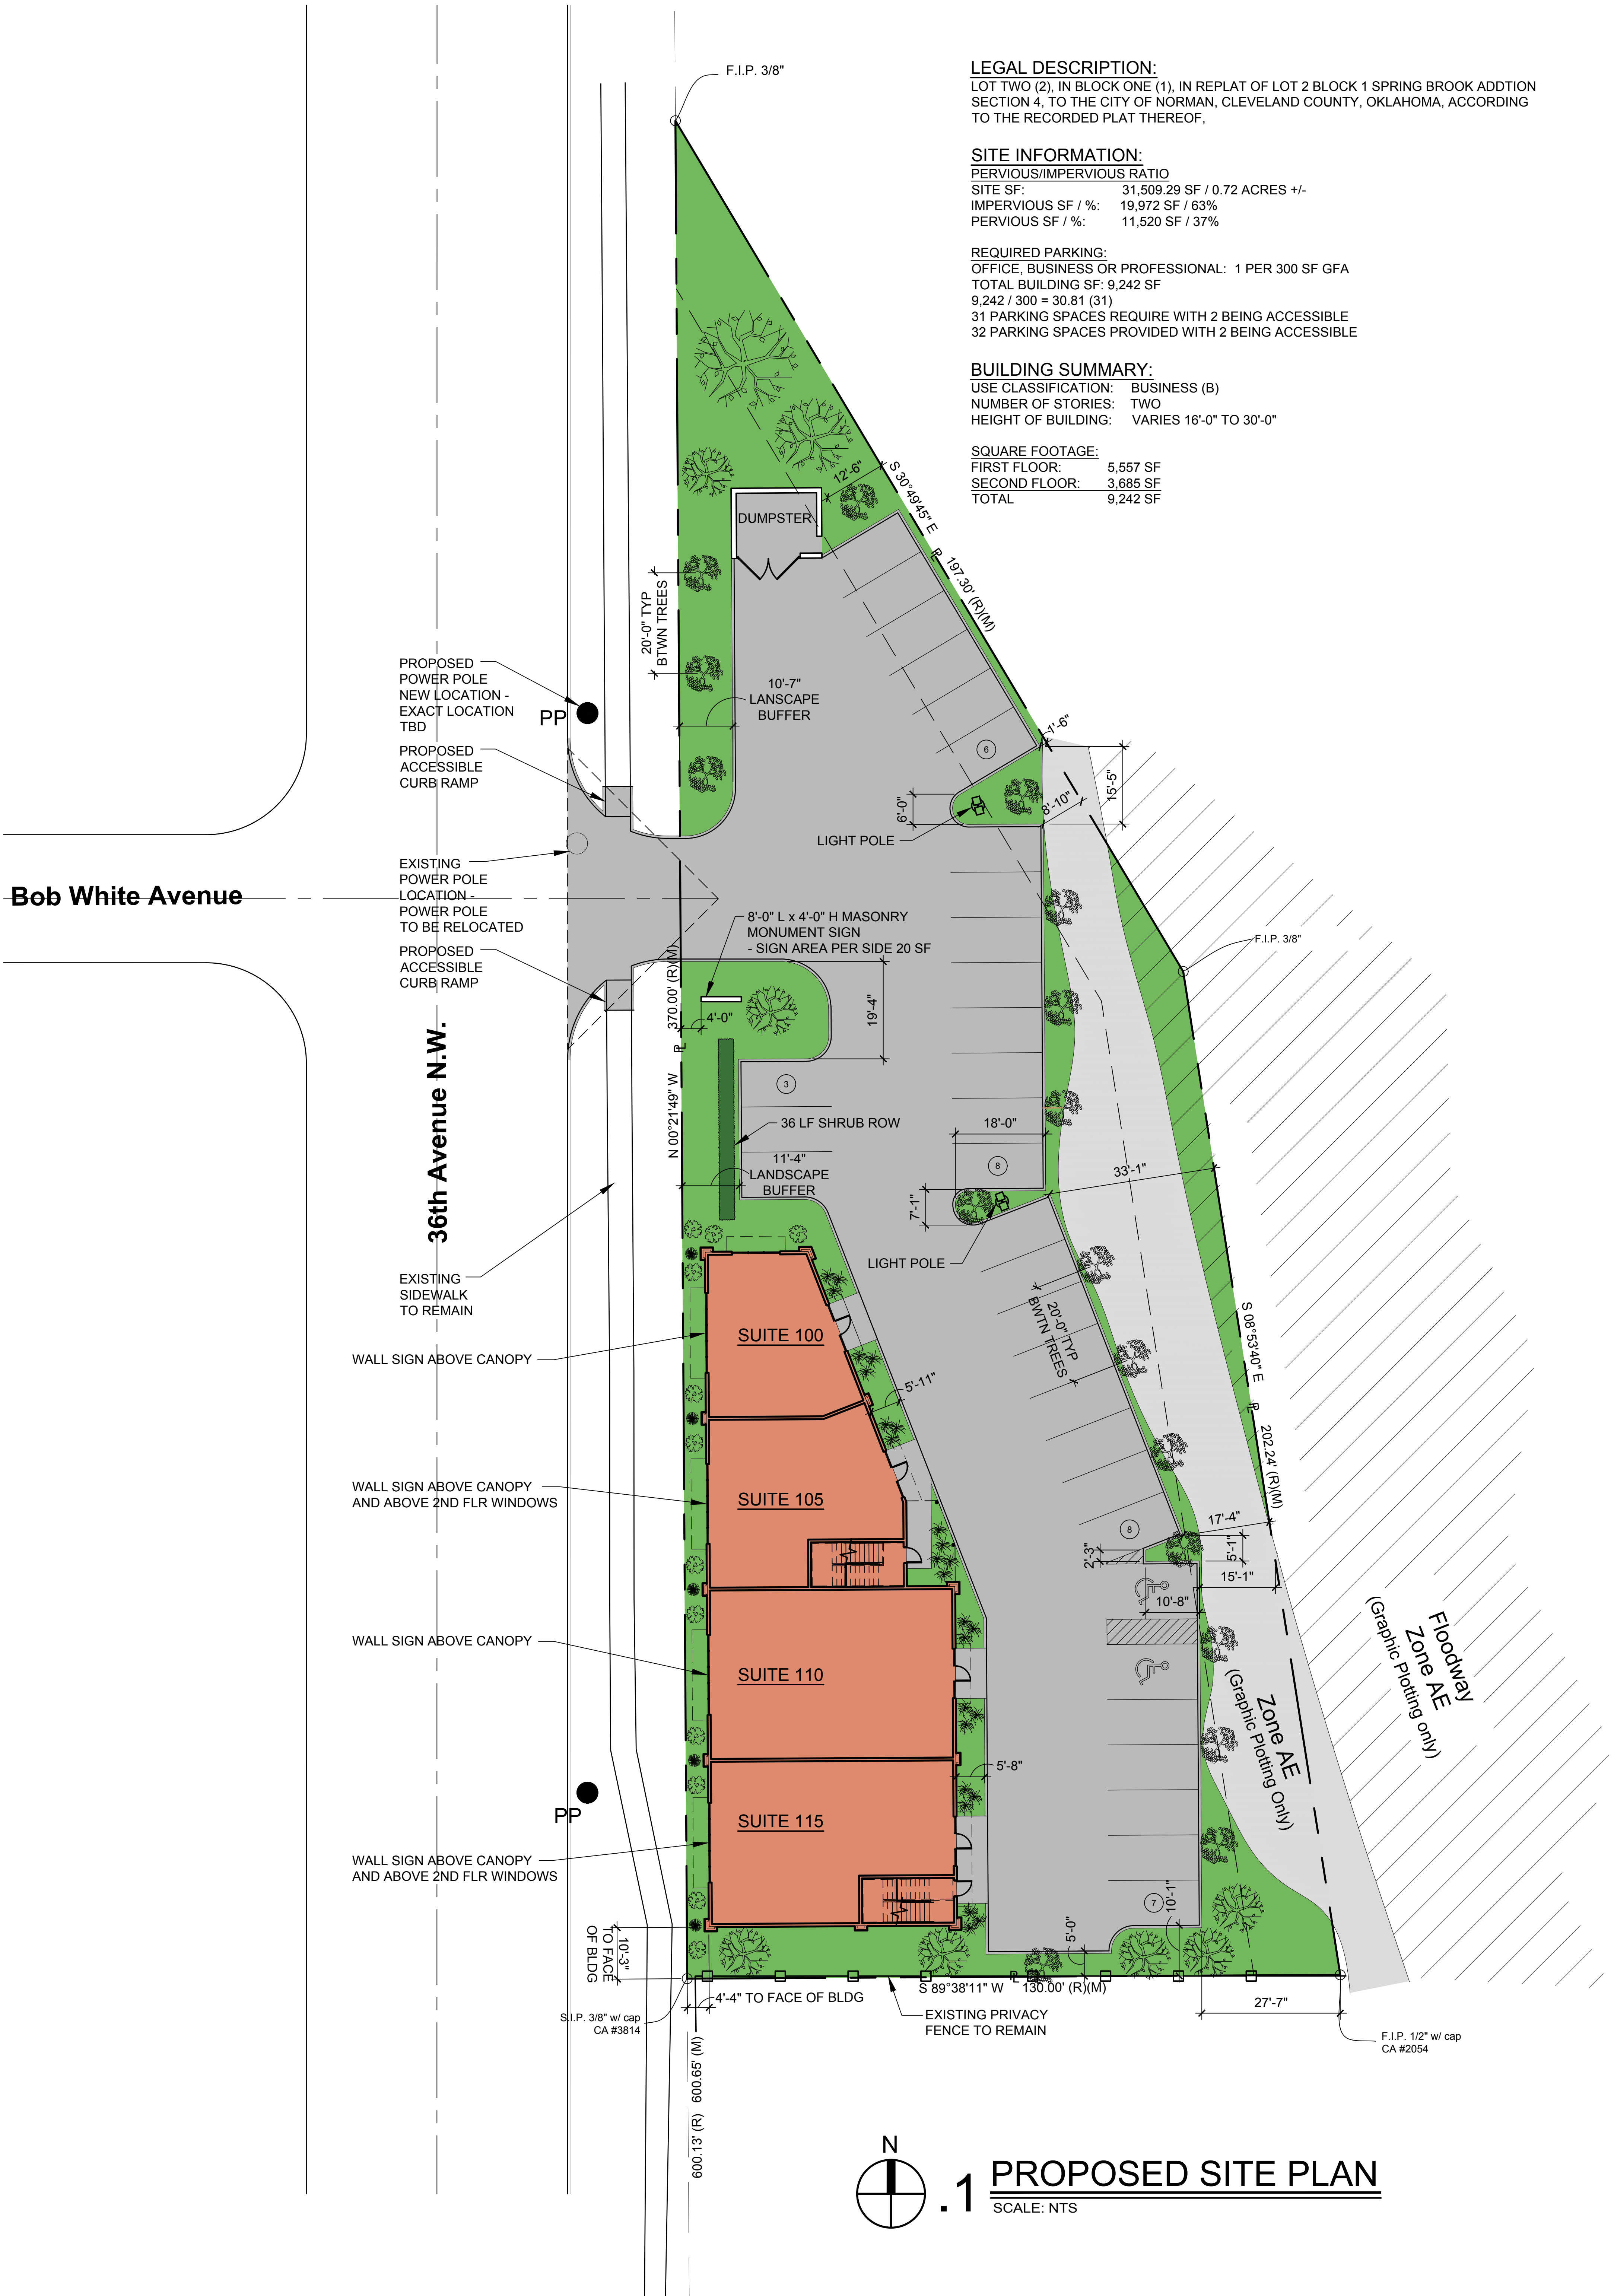 F.I.P. 3/8"
LEGAL DESCRIPTION:
LOT TWO (2), IN BLOCK ONE (1), IN REPLAT OF LOT 2 BLOCK 1 SPRING BROOK ADDTION
SECTION 4, TO THE CITY OF NORMAN, CLEVELAND COUNTY, OKLAHOMA, ACCORDING
TO THE RECORDED PLAT THEREOF,
SITE INFORMATION:
PERVIOUS/IMPERVIOUS RATIO
SITE SF: 31,509.29 SF / 0.72 ACRES +/-
IMPERVIOUS SF / %: 19,972 SF / 63%
PERVIOUS SF / %: 11,520 SF / 37%
REQUIRED PARKING:
OFFICE, BUSINESS OR PROFESSIONAL: 1 PER 300 SF GFA
TOTAL BUILDING SF: 9,242 SF
9,242 / 300 = 30.81 (31)
31 PARKING SPACES REQUIRE WITH 2 BEING ACCESSIBLE
32 PARKING SPACES PROVIDED WITH 2 BEING ACCESSIBLE
BUILDING SUMMARY:
USE CLASSIFICATION: BUSINESS (B)
NUMBER OF STORIES: TWO
HEIGHT OF BUILDING: VARIES 16'-0" TO 30'-0"
SQUARE FOOTAGE:
FIRST FLOOR: 5,557 SF
SECOND FLOOR: 3,685 SF
TOTAL 9,242 SF
12'-6"
S 30°49'45" E
PL
197.30' (R)(M)
DUMPSTER
20'-0" TYP
BTWN TREES
10'-7"
LANSCAPE
BUFFER
PROPOSED
POWER POLE
NEW LOCATION -
EXACT LOCATION
TBD
PP
PROPOSED
ACCESSIBLE
CURB RAMP
6
1'-6"
15'-5"
8'-10"
6'-0"
LIGHT POLE
EXISTING
POWER POLE
LOCATION -
POWER POLE
TO BE RELOCATED
Bob White Avenue
PROPOSED
ACCESSIBLE
CURB RAMP
8'-0" L x 4'-0" H MASONRY
MONUMENT SIGN
- SIGN AREA PER SIDE 20 SF
F.I.P. 3/8"
370.00' (R)(M)
PL
N 00°21'49" W
4'-0"
19'-4"
3
36th Avenue N.W.
36 LF SHRUB ROW
18'-0"
8
11'-4"
LANDSCAPE
BUFFER
33'-1"
7'-1"
LIGHT POLE
EXISTING
SIDEWALK
TO REMAIN
20'-0" TYP
BWTN TREES
S 08°53'40" E
PL
202.24' (R)(M)
SUITE 100
WALL SIGN ABOVE CANOPY
5'-11"
WALL SIGN ABOVE CANOPY
AND ABOVE 2ND FLR WINDOWS
SUITE 105
8
17'-4"
5'-1"
2'-3"
15'-1"
10'-8"
WALL SIGN ABOVE CANOPY
SUITE 110
Floodway
Zone AE
(Graphic Plotting only)
Zone AE
(Graphic Plotting Only)
5'-8"
PP
SUITE 115
WALL SIGN ABOVE CANOPY
AND ABOVE 2ND FLR WINDOWS
7
10'-1"
5'-0"
10'-3"
TO FACE
OF BLDG
4'-4" TO FACE OF BLDG
S 89°38'11" W
PL
130.00' (R)(M)
EXISTING PRIVACY
FENCE TO REMAIN
27'-7"
S.I.P. 3/8" w/ cap
CA #3814
F.I.P. 1/2" w/ cap
CA #2054
600.13' (R) 600.65' (M)
N
.1 PROPOSED SITE PLAN
SCALE: NTS